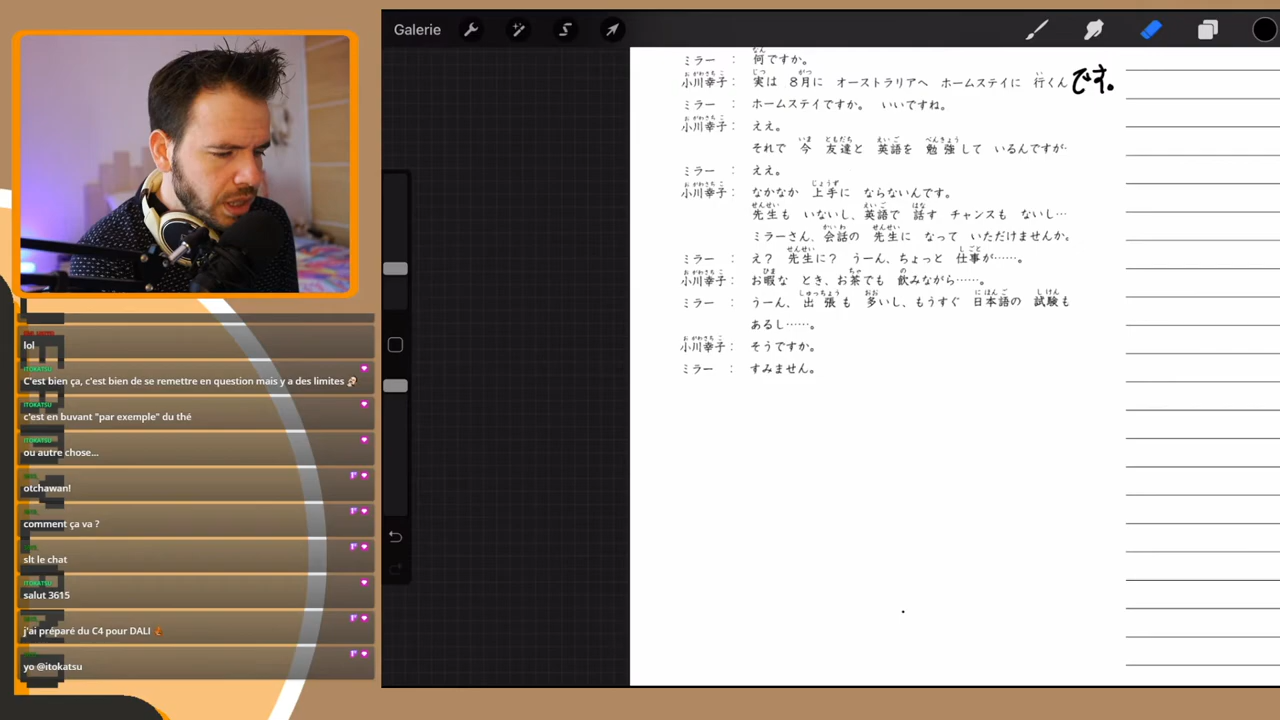 Galerie
ミラー : 何ですか。
小川幸子: 実は 8月に オーストラリアへ ホームステイに 行くんです。
ミラー : ホームステイですか。 いいですね。
小川幸子: ええ。
それで 今 友達と 英語を 勉強して いるんですが…
ミラー : ええ。
小川幸子: なかなか 上手に ならないんです。
先生も いないし、英語で 話す チャンスも ないし…
ミラーさん、会話の 先生に なって いただけませんか。
ミラー : え? 先生に? うーん、ちょっと 仕事が……。
小川幸子: お暇な とき、お茶でも 飲みながら……。
ミラー : うーん、出張も 多いし、もうすぐ 日本語の 試験も
あるし……。
小川幸子: そうですか。
ミラー : すみません。
lol
ITOKATSU
C'est bien ça, c'est bien de se remettre en question mais y a des limites
ITOKATSU
c'est en buvant "par exemple" du thé
ITOKATSU
ou autre chose...
otchawan!
comment ça va ?
slt le chat
ITOKATSU
salut 3615
j'ai préparé du C4 pour DALI
yo @itokatsu